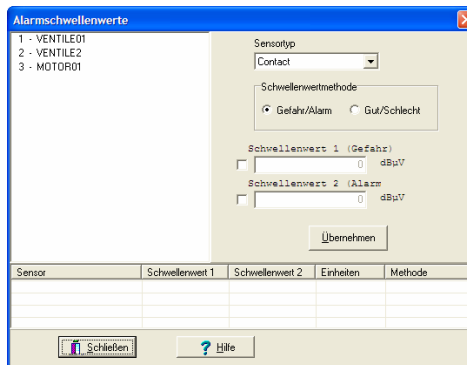 Alarmschwellenwerte
1 - VENTILE01
2 - VENTILE2
3 - MOTOR01
Sensortyp
Contact
Schwellenwertmethode
Gefahr/Alarm Gut/Schlecht
Schwellenwert 1 (Gefahr)
0 dBµV
Schwellenwert 2 (Alarm
0 dBµV
Übernehmen
Sensor Schwellenwert 1 Schwellenwert 2 Einheiten Methode
Schließen ? Hilfe